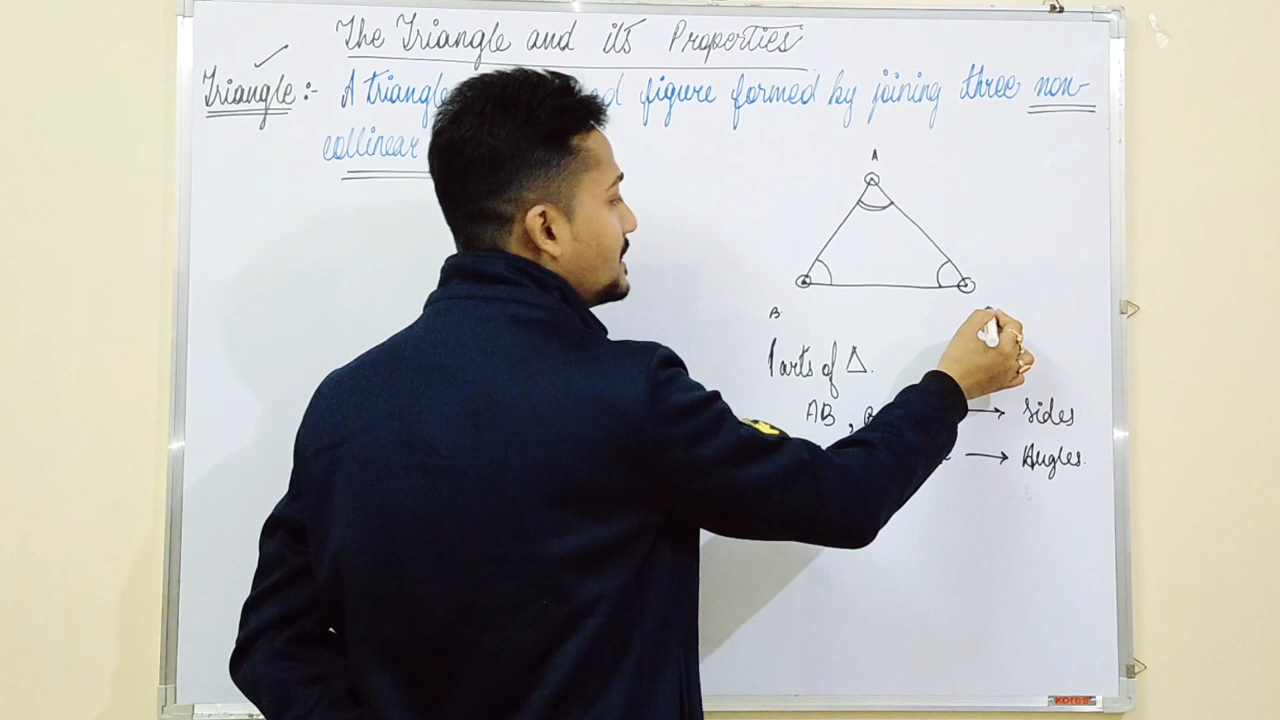 The Triangle and its Properties
Triangle :- A triangle figure formed by joining three non-
collinear
A
B
Parts of Δ.
AB, → Sides
→ Angles.
KORES